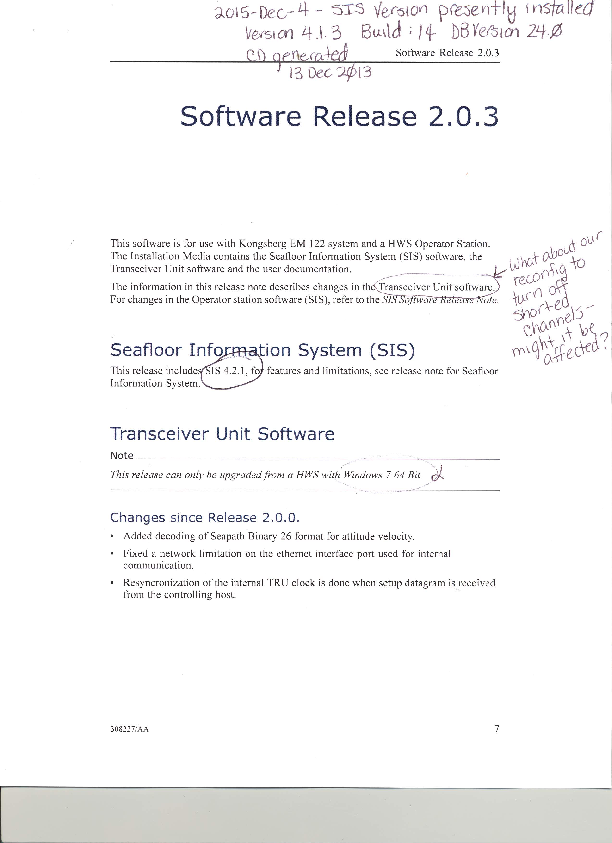 2015-Dec-4 - SIS Version presently installed
Version 4.1.3 Build: 14 DBVersion 24.0
CD generated
13 Dec 2013
Software Release 2.0.3
Software Release 2.0.3
This software is for use with Kongsberg EM 122 system and a HWS Operator Station.
The Installation Media contains the Seafloor Information System (SIS) software, the
Transceiver Unit software and the user documentation.
The information in this release note describes changes in the Transceiver Unit software.
For changes in the Operator station software (SIS), refer to the SIS Software Release Note.
What about our
reconfig to
turn off
shorted
channels-
might it be
affected?
Seafloor Information System (SIS)
This release includes SIS 4.2.1, for features and limitations, see release note for Seafloor
Information System.
Transceiver Unit Software
Note
This release can only be upgraded from a HWS with Windows 7 64 Bit
Changes since Release 2.0.0.
• Added decoding of Seapath Binary 26 format for attitude velocity.
• Fixed a network limitation on the ethernet interface port used for internal
communication.
• Resyncronization of the internal TRU clock is done when setup datagram is received
from the controlling host.
308227/AA
7